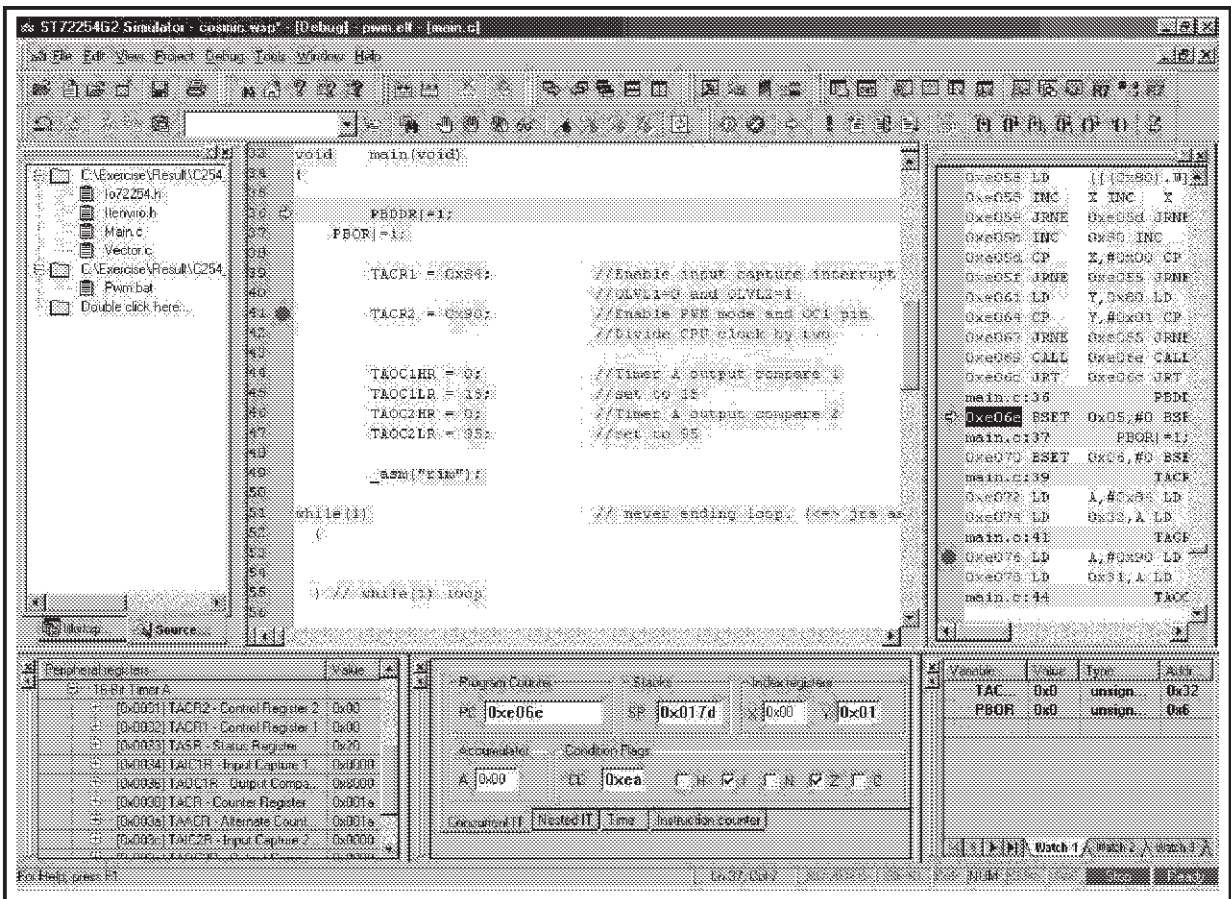 ST72254G2 Simulator - cosmic.wsp* - [Debug] - pwm.elf - [main.c]
File Edit View Project Debug Tools Window Help
C:\Exercise\Result\C254_
Io72254.h
Itenviro.h
Main.c
Vector.c
C:\Exercise\Result\C254_
Pwm.bat
Double click here...
Source...
33 void main(void)
34 {
35
36 PBDDR|=1;
37 PBOR|=1;
38
39 TACR1 = 0x84; //Enable input capture interrupt
40 //OLVL1=0 and OLVL2=1
41 TACR2 = 0x90; //Enable PWM mode and OC1 pin
42 //Divide CPU clock by two
43
44 TAOC1HR = 0; //Timer A output compare 1
45 TAOC1LR = 15; //set to 15
46 TAOC2HR = 0; //Timer A output compare 2
47 TAOC2LR = 95; //set to 95
48
49 _asm("rim");
50
51 while(1) // never ending loop. (<=> jra as
52 {
53
54
55 } // while(1) loop
56
0xe055 INC X INC X
0xe059 JRNE 0xe05d JRNE
0xe05b INC 0x80 INC
0xe05d CP X,#0x00 CP
0xe05f JRNE 0xe055 JRNE
0xe061 LD Y,0x80 LD
0xe064 CP Y,#0x01 CP
0xe067 JRNE 0xe055 JRNE
0xe069 CALL 0xe06e CALL
0xe06c JRT 0xe06c JRT
main.c:36 PBDI
0xe06e BSET 0x05,#0 BSE
main.c:37 PBOR|=1;
0xe070 BSET 0x06,#0 BSE
main.c:39 TACR
0xe072 LD A,#0x84 LD
0xe074 LD 0x32,A LD
main.c:41 TACR
0xe076 LD A,#0x90 LD
0xe078 LD 0x31,A LD
main.c:44 TAOC
Peripheral registers Value
16-Bit Timer A
[0x0031] TACR2 - Control Register 2 0x00
[0x0032] TACR1 - Control Register 1 0x00
[0x0033] TASR - Status Register 0x20
[0x0034] TAIC1R - Input Capture 1... 0x0000
[0x0036] TAOC1R - Output Compa... 0x8000
[0x0038] TACR - Counter Register 0x001a
[0x003a] TAACR - Alternate Count... 0x001a
[0x003c] TAIC2R - Input Capture 2... 0x0000
Program Counter Stacks Index registers
PC 0xe06e SP 0x017d X 0x00 Y 0x01
Accumulator Condition Flags
A 0x00 CC 0xea H I N Z C
Concurrent IT Nested IT Time Instruction counter
Variable Value Type Addr
TAC... 0x0 unsign... 0x32
PBOR 0x0 unsign... 0x6
Watch 1 Watch 2 Watch 3
For Help, press F1
NUM Stop Ready